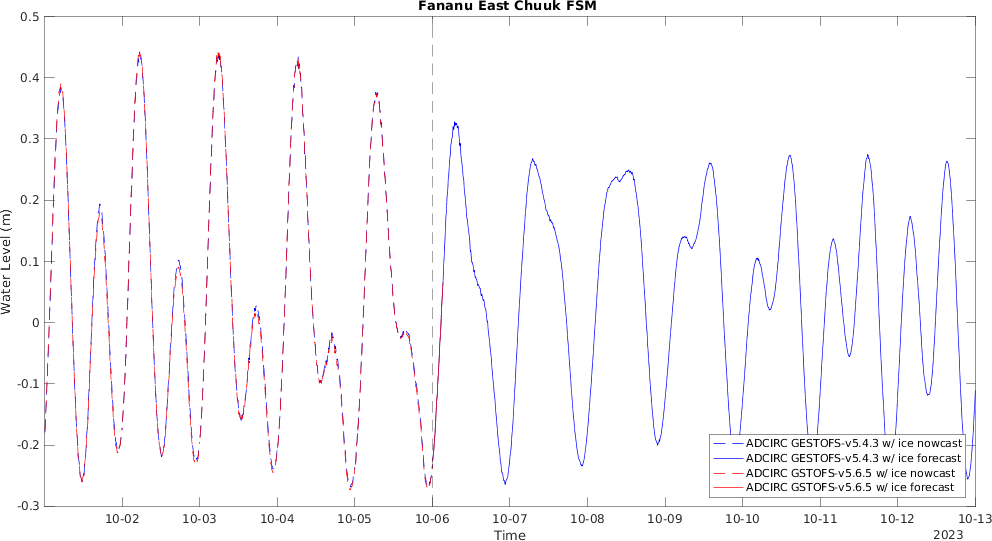 Fananu East Chuuk FSM
0.5
0.4
0.3
0.2
0.1
0
-0.1
-0.2
-0.3
Water Level (m)
ADCIRC GESTOFS-v5.4.3 w/ ice nowcast
ADCIRC GESTOFS-v5.4.3 w/ ice forecast
ADCIRC GSTOFS-v5.6.5 w/ ice nowcast
ADCIRC GSTOFS-v5.6.5 w/ ice forecast
10-02 10-03 10-04 10-05 10-06 10-07 10-08 10-09 10-10 10-11 10-12 10-13
Time
2023